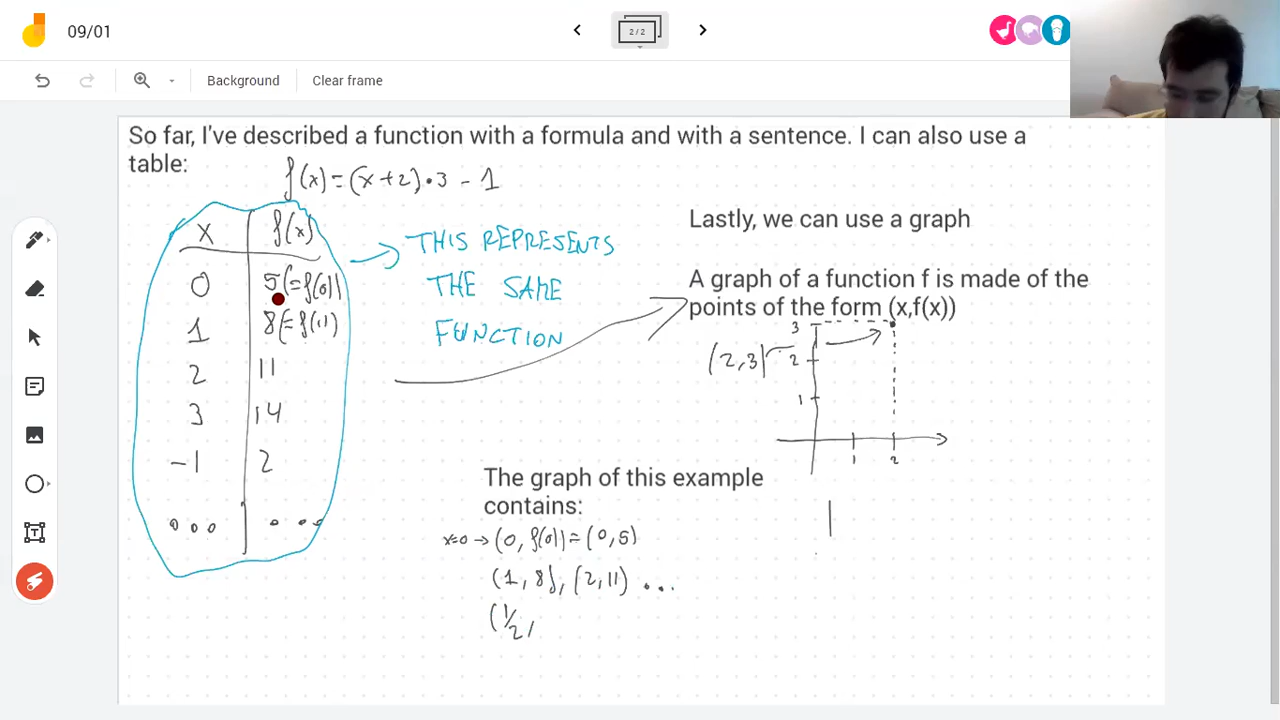 09/01
2/2
Background
Clear frame
So far, I've described a function with a formula and with a sentence. I can also use a
table:
f(x)=(x+2)•3 - 1
x f(x)
0 5(=f(0))
1 8(=f(1))
2 11
3 14
-1 2
... ...
THIS REPRESENTS
THE SAME
FUNCTION
Lastly, we can use a graph
A graph of a function f is made of the
points of the form (x,f(x))
(2,3)
3
2
1
1 2
The graph of this example
contains:
x=0 → (0, f(0))=(0,5)
(1,8), (2,11) ...
(1/2,